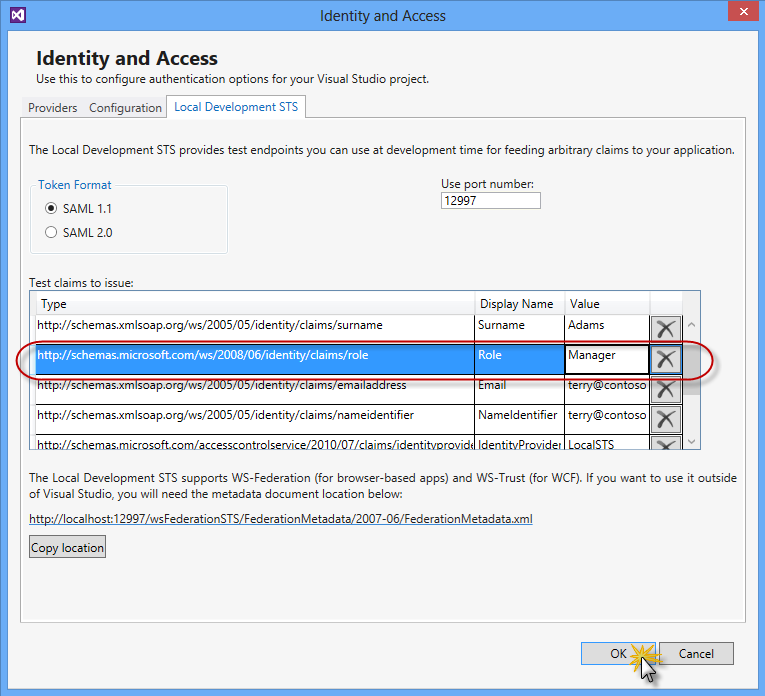 Identity and Access
Identity and Access
Use this to configure authentication options for your Visual Studio project.
Providers Configuration Local Development STS
The Local Development STS provides test endpoints you can use at development time for feeding arbitrary claims to your application.
Token Format
SAML 1.1
SAML 2.0
Use port number:
12997
Test claims to issue:
Type Display Name Value
http://schemas.xmlsoap.org/ws/2005/05/identity/claims/surname Surname Adams
http://schemas.microsoft.com/ws/2008/06/identity/claims/role Role Manager
http://schemas.xmlsoap.org/ws/2005/05/identity/claims/emailaddress Email terry@contoso
http://schemas.xmlsoap.org/ws/2005/05/identity/claims/nameidentifier NameIdentifier terry@contoso
http://schemas.microsoft.com/accesscontrolservice/2010/07/claims/identityprovide IdentityProvider LocalSTS
The Local Development STS supports WS-Federation (for browser-based apps) and WS-Trust (for WCF). If you want to use it outside
of Visual Studio, you will need the metadata document location below:
http://localhost:12997/wsFederationSTS/FederationMetadata/2007-06/FederationMetadata.xml
Copy location
OK Cancel